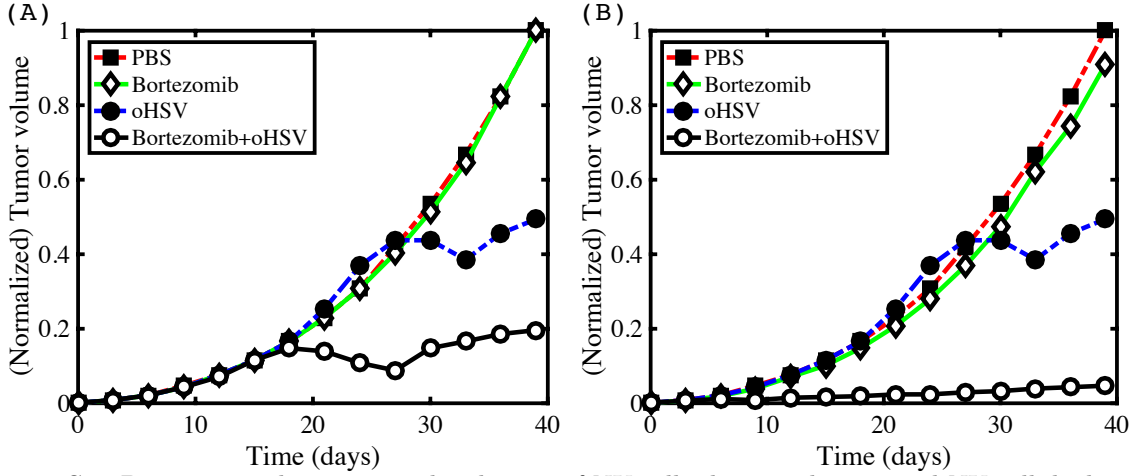 (A)
(Normalized) Tumor volume
1
0.8
0.6
0.4
0.2
0
0
10
20
30
40
Time (days)
PBS
Bortezomib
oHSV
Bortezomib+oHSV
(B)
(Normalized) Tumor volume
1
0.8
0.6
0.4
0.2
0
0
10
20
30
40
Time (days)
PBS
Bortezomib
oHSV
Bortezomib+oHSV